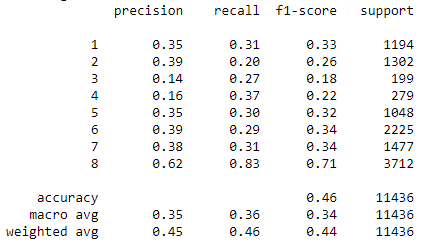 precision recall f1-score support
1 0.35 0.31 0.33 1194
2 0.39 0.20 0.26 1302
3 0.14 0.27 0.18 199
4 0.16 0.37 0.22 279
5 0.35 0.30 0.32 1048
6 0.39 0.29 0.34 2225
7 0.38 0.31 0.34 1477
8 0.62 0.83 0.71 3712
accuracy 0.46 11436
macro avg 0.35 0.36 0.34 11436
weighted avg 0.45 0.46 0.44 11436